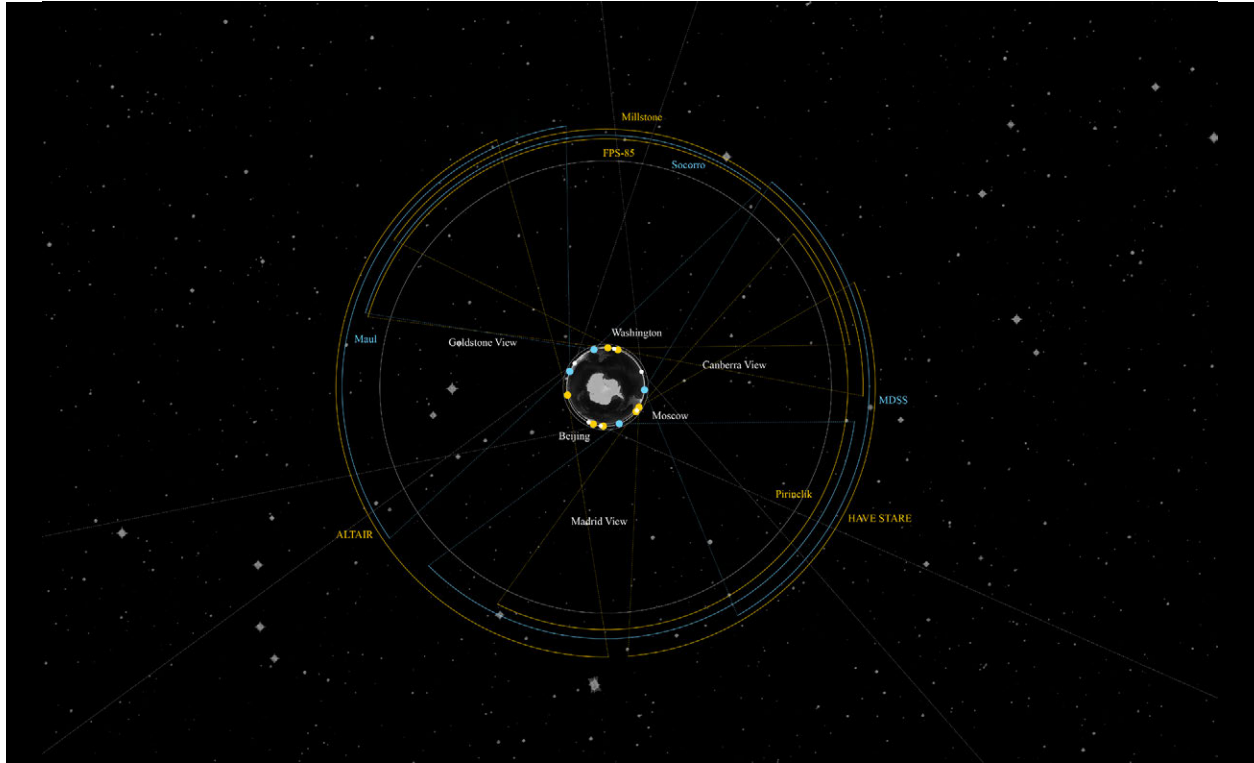 Millstone
FPS-85
Socorro
Washington
Maui
Goldstone View
Canberra View
MDSS
Moscow
Beijing
Pirinclik
HAVE STARE
Madrid View
ALTAIR